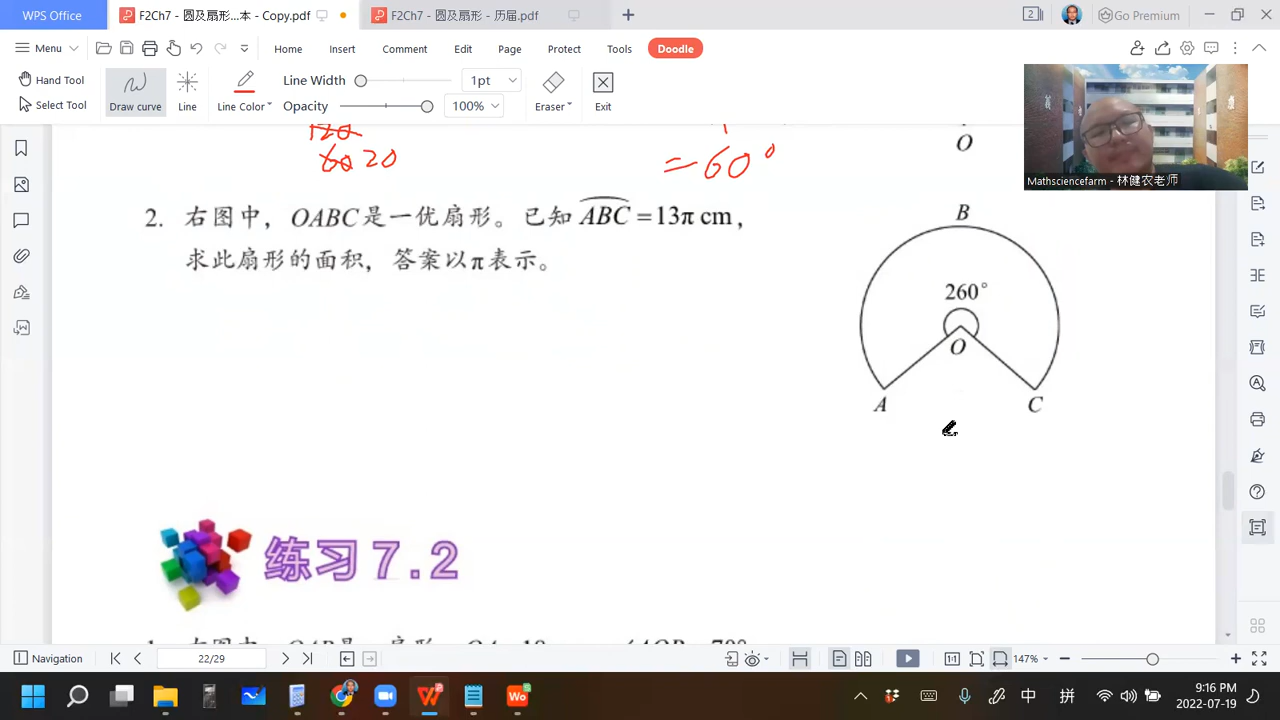 WPS Office
F2Ch7 - 圆及扇形...本 - Copy.pdf
F2Ch7 - 圆及扇形 - 历届.pdf
2
Go Premium
Menu
Home
Insert
Comment
Edit
Page
Protect
Tools
Doodle
Hand Tool
Select Tool
Draw curve
Line
Line Color
Line Width
1pt
Opacity
100%
Eraser
Exit
Mathsciencefarm - 林健农老师
120
60 20
=60°
O
2. 右图中，OABC是一优扇形。已知 ABC = 13π cm，
求此扇形的面积，答案以π表示。
B
260°
O
A
C
练习 7.2
Navigation
22/29
1:1
147%
Wo
中
拼
9:16 PM
2022-07-19